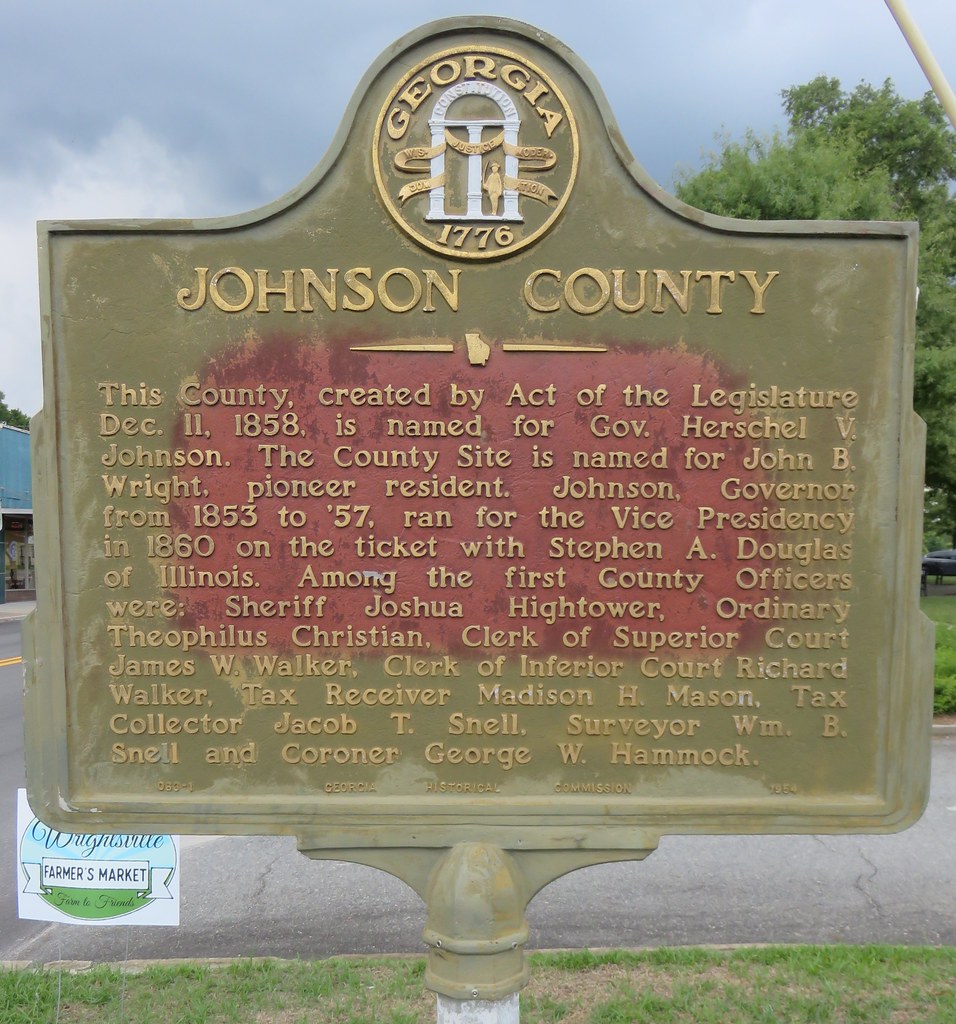 GEORGIA
CONSTITUTION
JUSTICE
1776
JOHNSON COUNTY
This County, created by Act of the Legislature
Dec. 11, 1858, is named for Gov. Herschel V.
Johnson. The County Site is named for John B.
Wright, pioneer resident. Johnson, Governor
from 1853 to '57, ran for the Vice Presidency
in 1860 on the ticket with Stephen A. Douglas
of Illinois. Among the first County Officers
were: Sheriff Joshua Hightower, Ordinary
Theophilus Christian, Clerk of Superior Court
James W. Walker, Clerk of Inferior Court Richard
Walker, Tax Receiver Madison H. Mason, Tax
Collector Jacob T. Snell, Surveyor Wm. B.
Snell and Coroner George W. Hammock.
GEORGIA HISTORICAL COMMISSION 1954
Wrightsville
FARMER'S MARKET
Farm to Friends